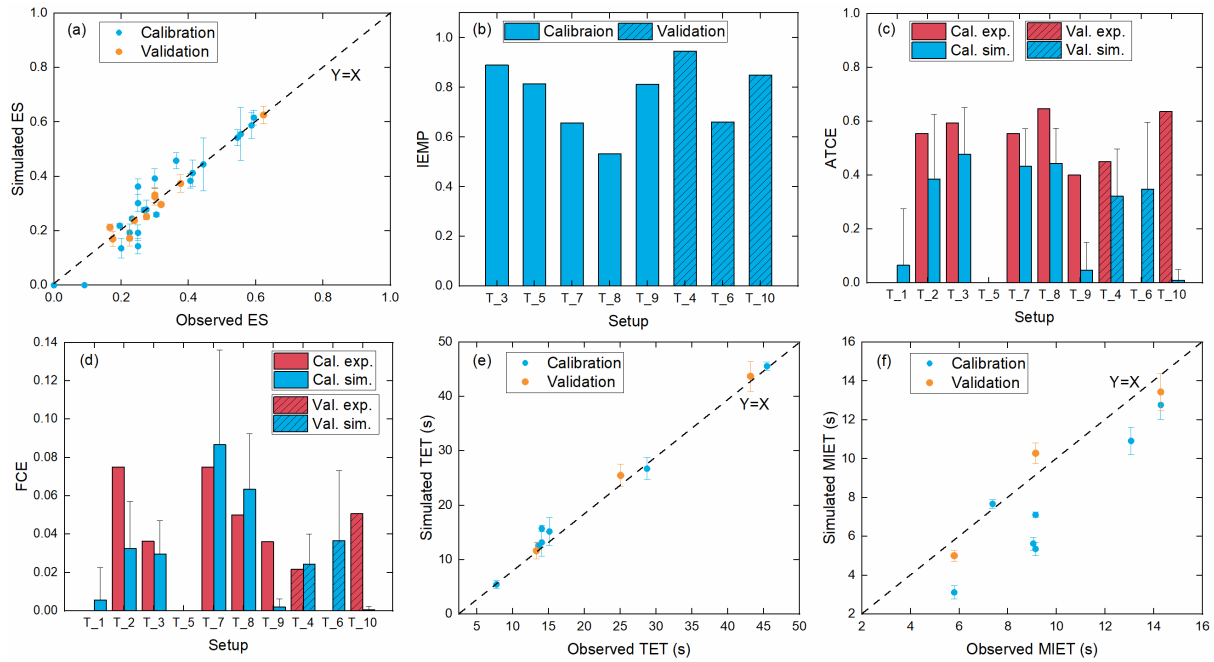 (a)
Calibration
Validation
Y=X
1.0
0.8
0.6
0.4
0.2
0.0
0.0 0.2 0.4 0.6 0.8 1.0
Simulated ES
Observed ES
(b)
Calibraion Validation
1.0
0.8
0.6
0.4
0.2
0.0
IEMP
T_3 T_5 T_7 T_8 T_9 T_4 T_6 T_10
Setup
(c)
Cal. exp. Val. exp.
Cal. sim. Val. sim.
1.0
0.8
0.6
0.4
0.2
0.0
ATCE
T_1 T_2 T_3 T_5 T_7 T_8 T_9 T_4 T_6 T_10
Setup
(d)
Cal. exp.
Cal. sim.
Val. exp.
Val. sim.
0.14
0.12
0.10
0.08
0.06
0.04
0.02
0.00
FCE
T_1 T_2 T_3 T_5 T_7 T_8 T_9 T_4 T_6 T_10
Setup
(e)
Calibration
Validation
Y=X
50
40
30
20
10
0
Simulated TET (s)
5 10 15 20 25 30 35 40 45 50
Observed TET (s)
(f)
Calibration
Validation
Y=X
16
14
12
10
8
6
4
2
Simulated MIET (s)
2 4 6 8 10 12 14 16
Observed MIET (s)